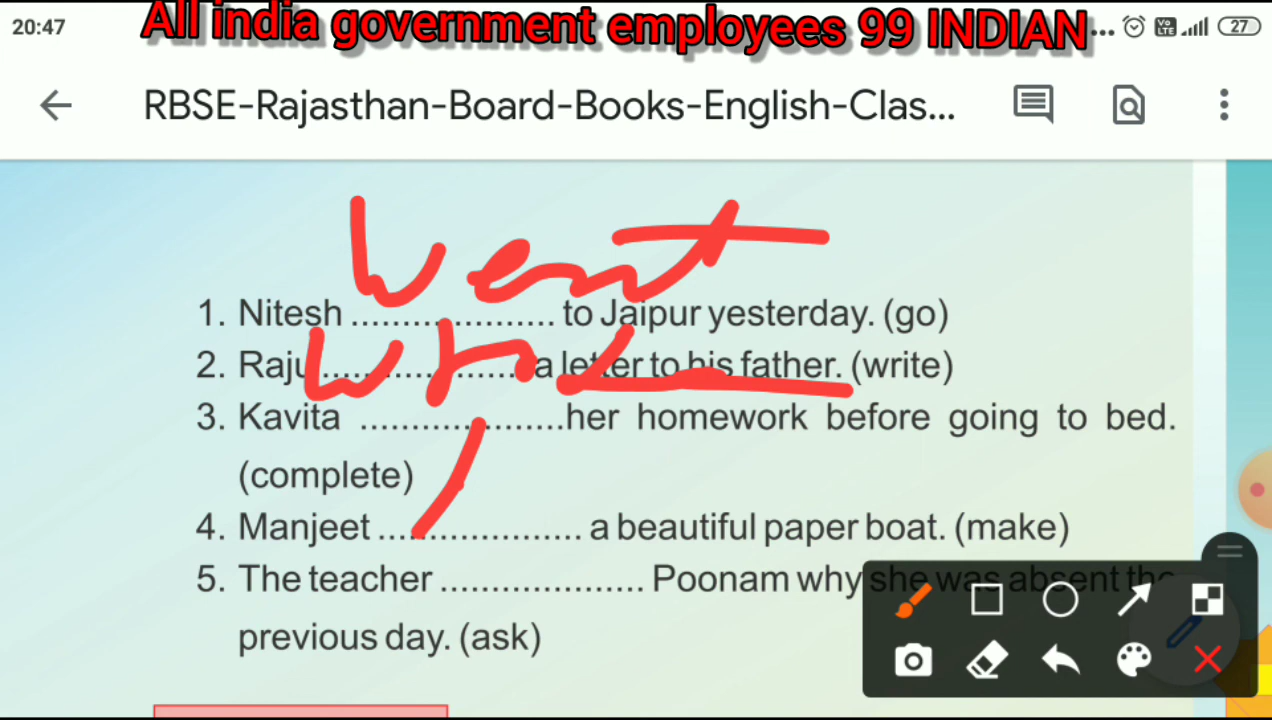 All india government employees 99 INDIAN
20:47 ... Vo LTE 27
RBSE-Rajasthan-Board-Books-English-Clas...
went
1. Nitesh .................... to Jaipur yesterday. (go)
2. Raju .................... a letter to his father. (write)
3. Kavita ....................her homework before going to bed.
(complete)
4. Manjeet .................... a beautiful paper boat. (make)
5. The teacher .................... Poonam why she was absent the
previous day. (ask)